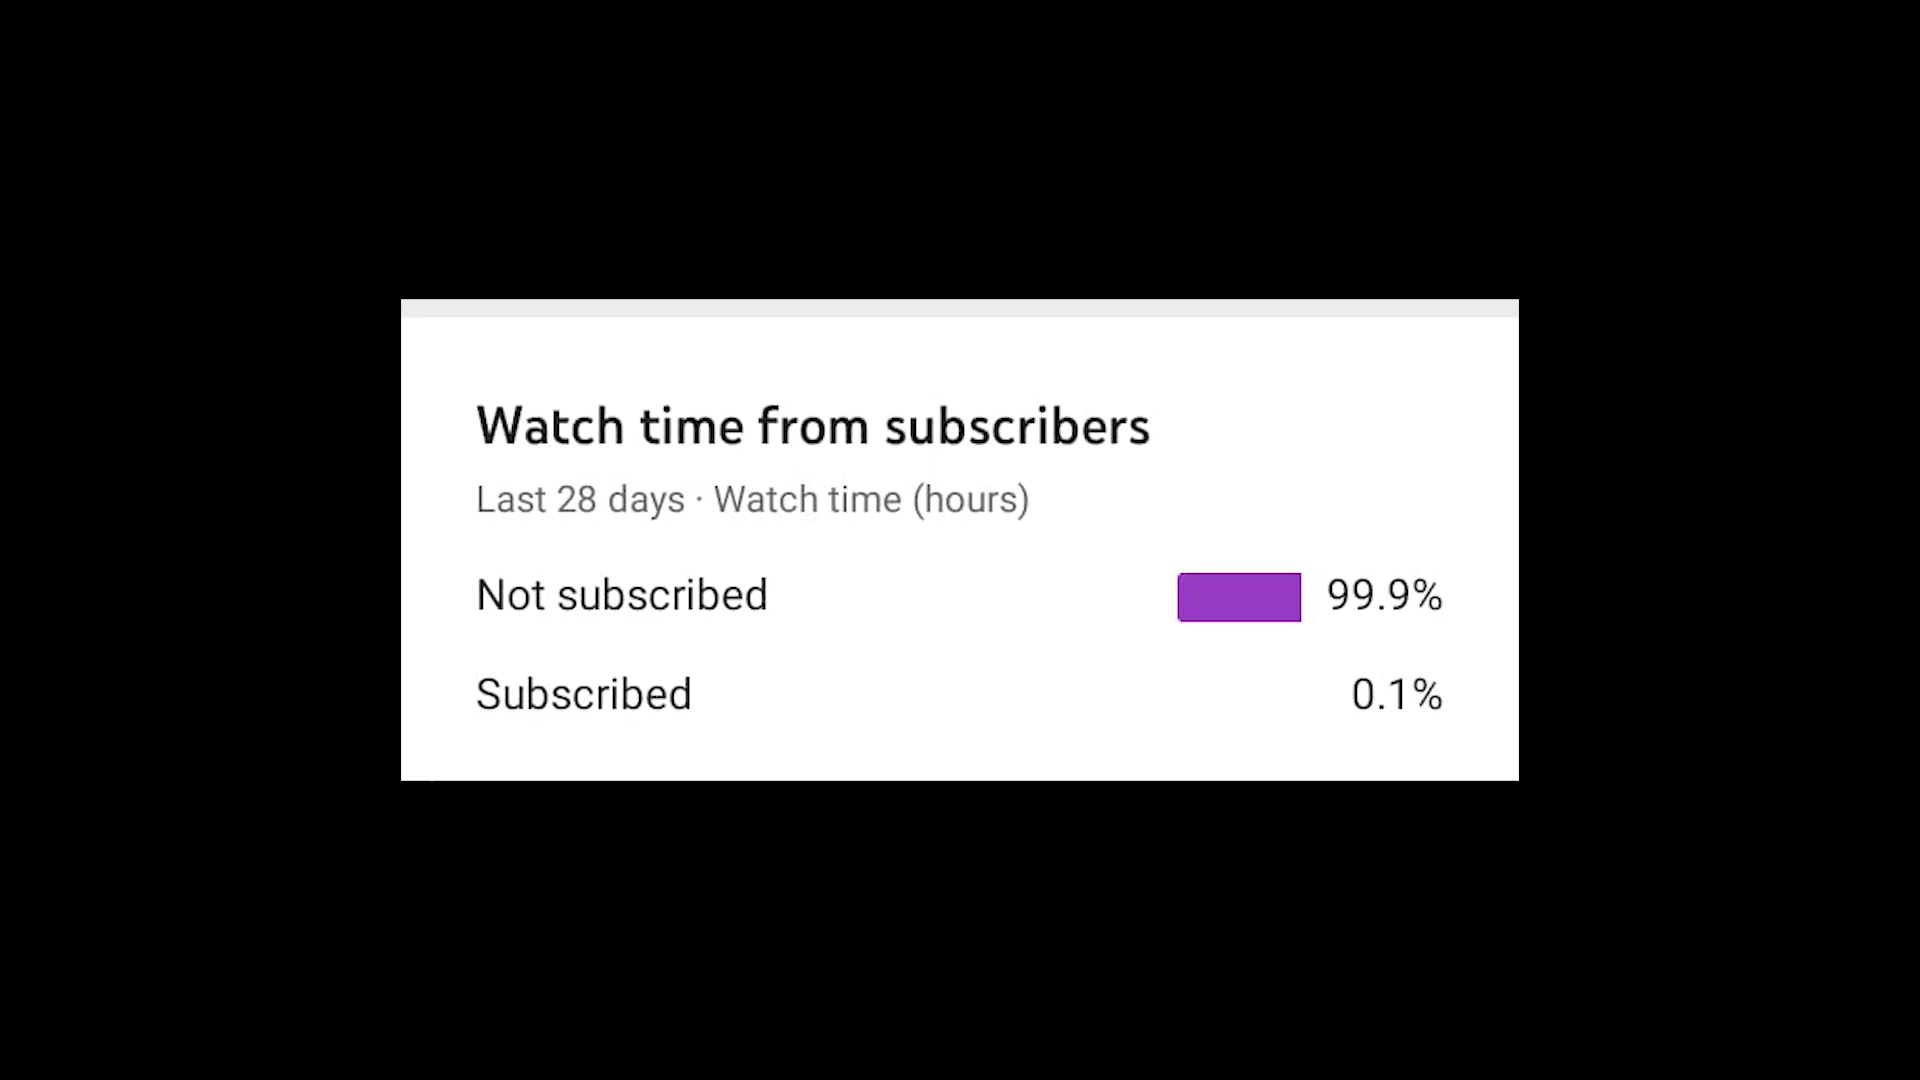 Watch time from subscribers
Last 28 days · Watch time (hours)
Not subscribed 99.9%
Subscribed 0.1%